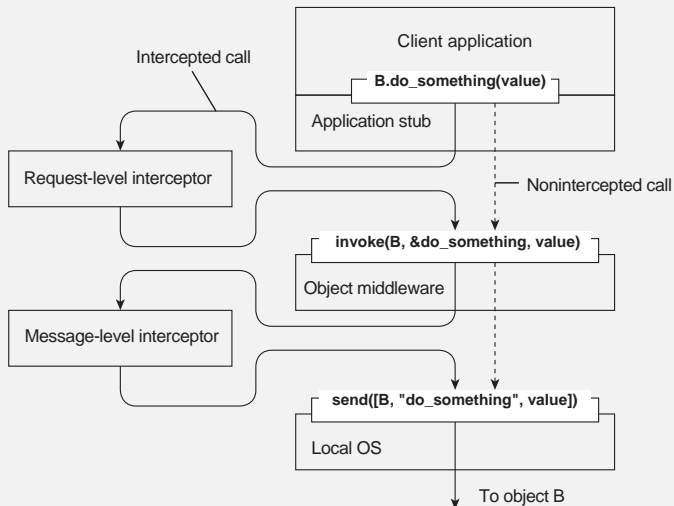 Client application
Intercepted call
B.do_something(value)
Application stub
Request-level interceptor
Nonintercepted call
invoke(B, &do_something, value)
Object middleware
Message-level interceptor
send([B, "do_something", value])
Local OS
To object B